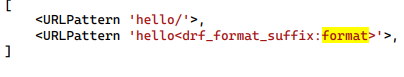 [
<URLPattern 'hello/'>,
<URLPattern 'hello<drf_format_suffix:format>'>,
]